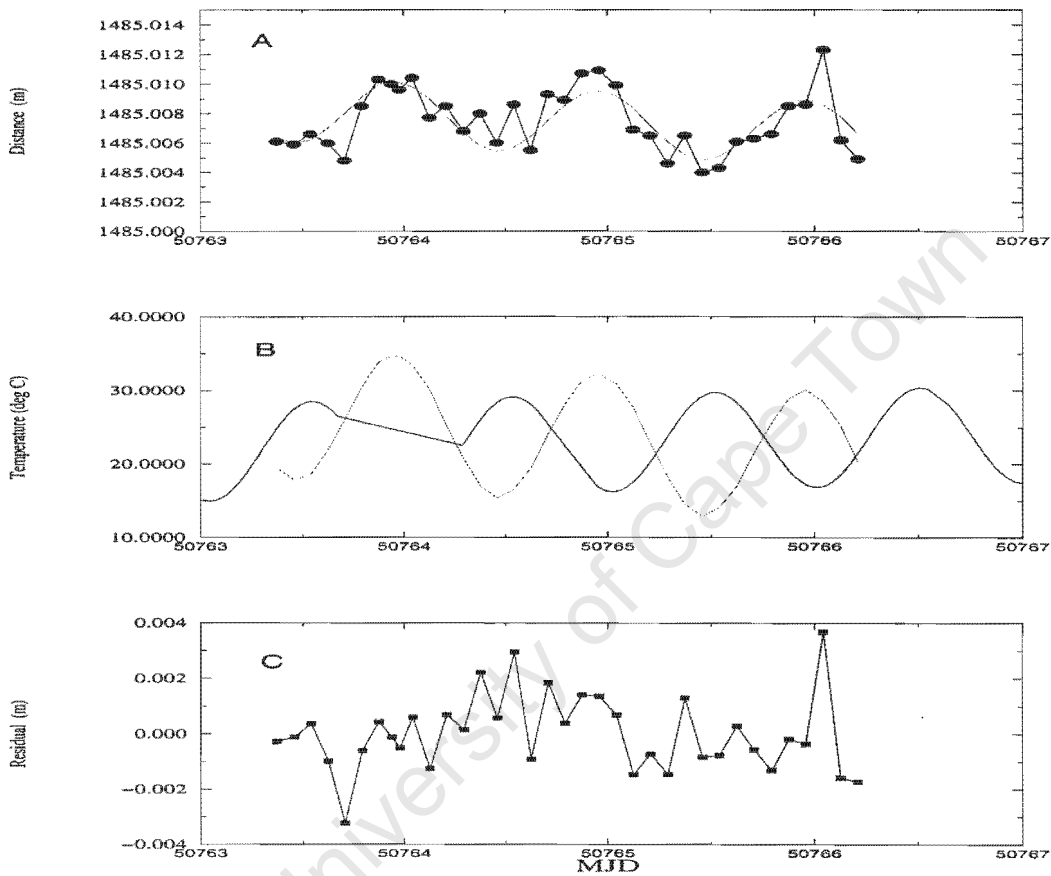 A
Distance (m)
1485.014
1485.012
1485.010
1485.008
1485.006
1485.004
1485.002
1485.000
50763 50764 50765 50766 50767
B
Temperature (deg C)
40.0000
30.0000
20.0000
10.0000
50763 50764 50765 50766 50767
C
Residual (m)
0.004
0.002
0.000
−0.002
−0.004
50763 50764 50765 50766 50767
MJD
University of Cape Town